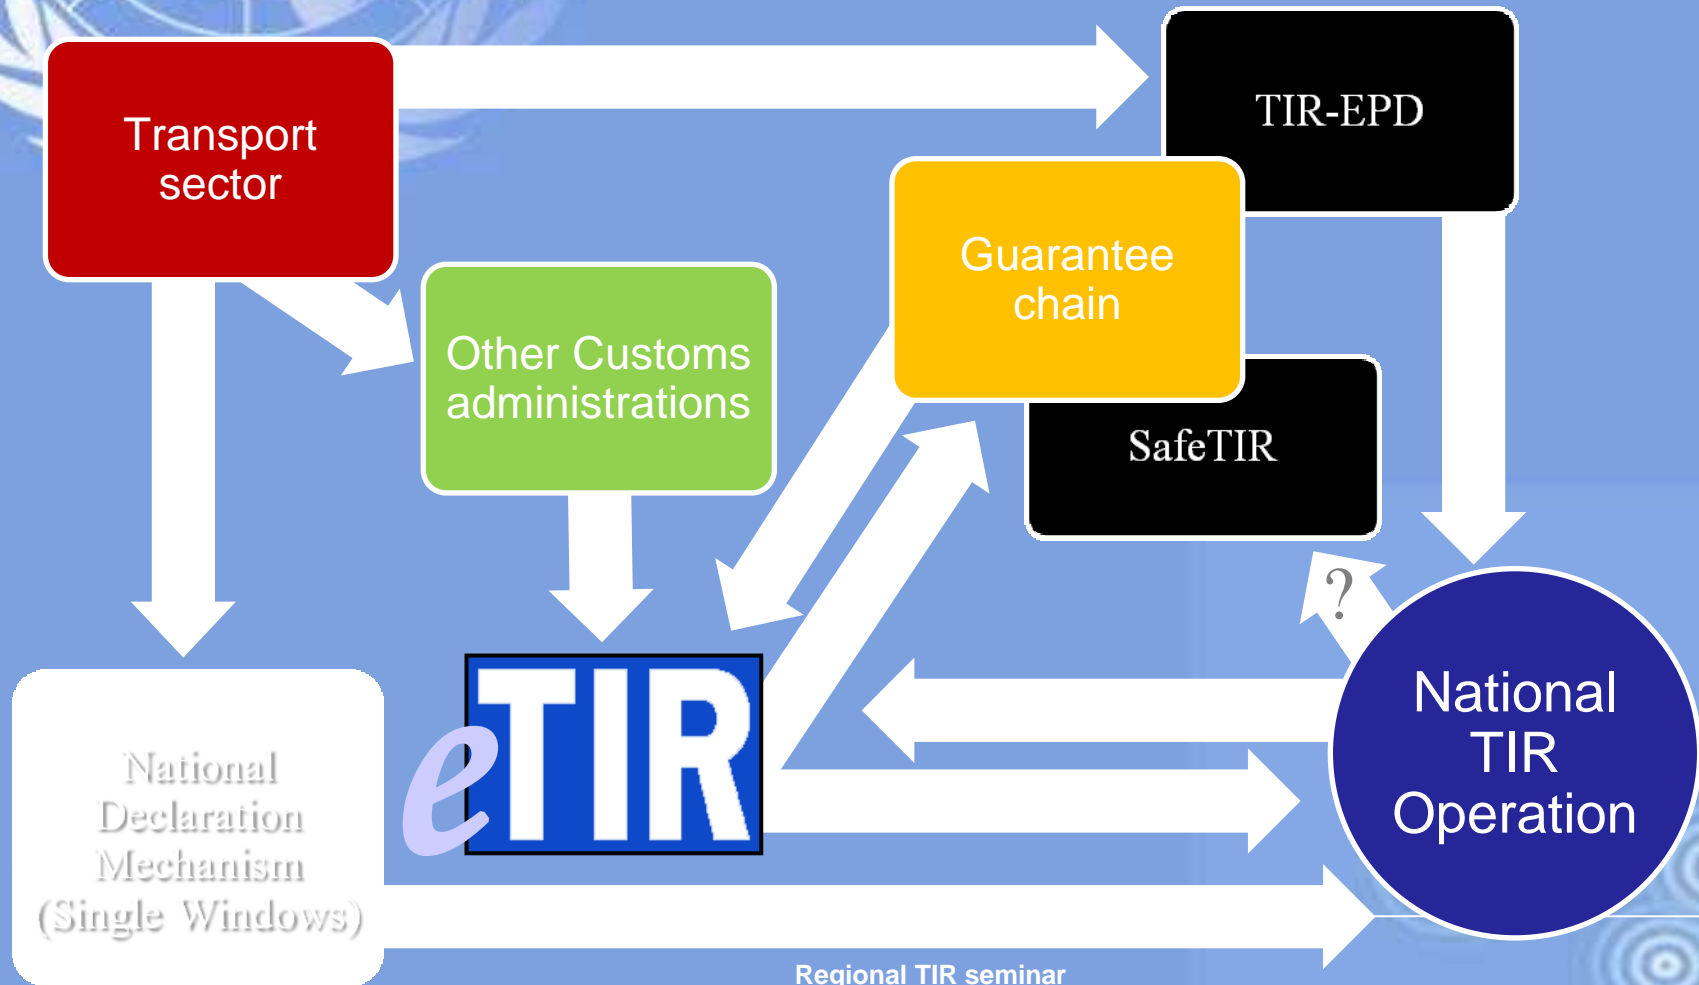 Transport
sector
TIR-EPD
Guarantee
chain
Other Customs
administrations
SafeTIR
?
National
TIR
Operation
eTIR
National
Declaration
Mechanism
(Single Windows)
Regional TIR seminar